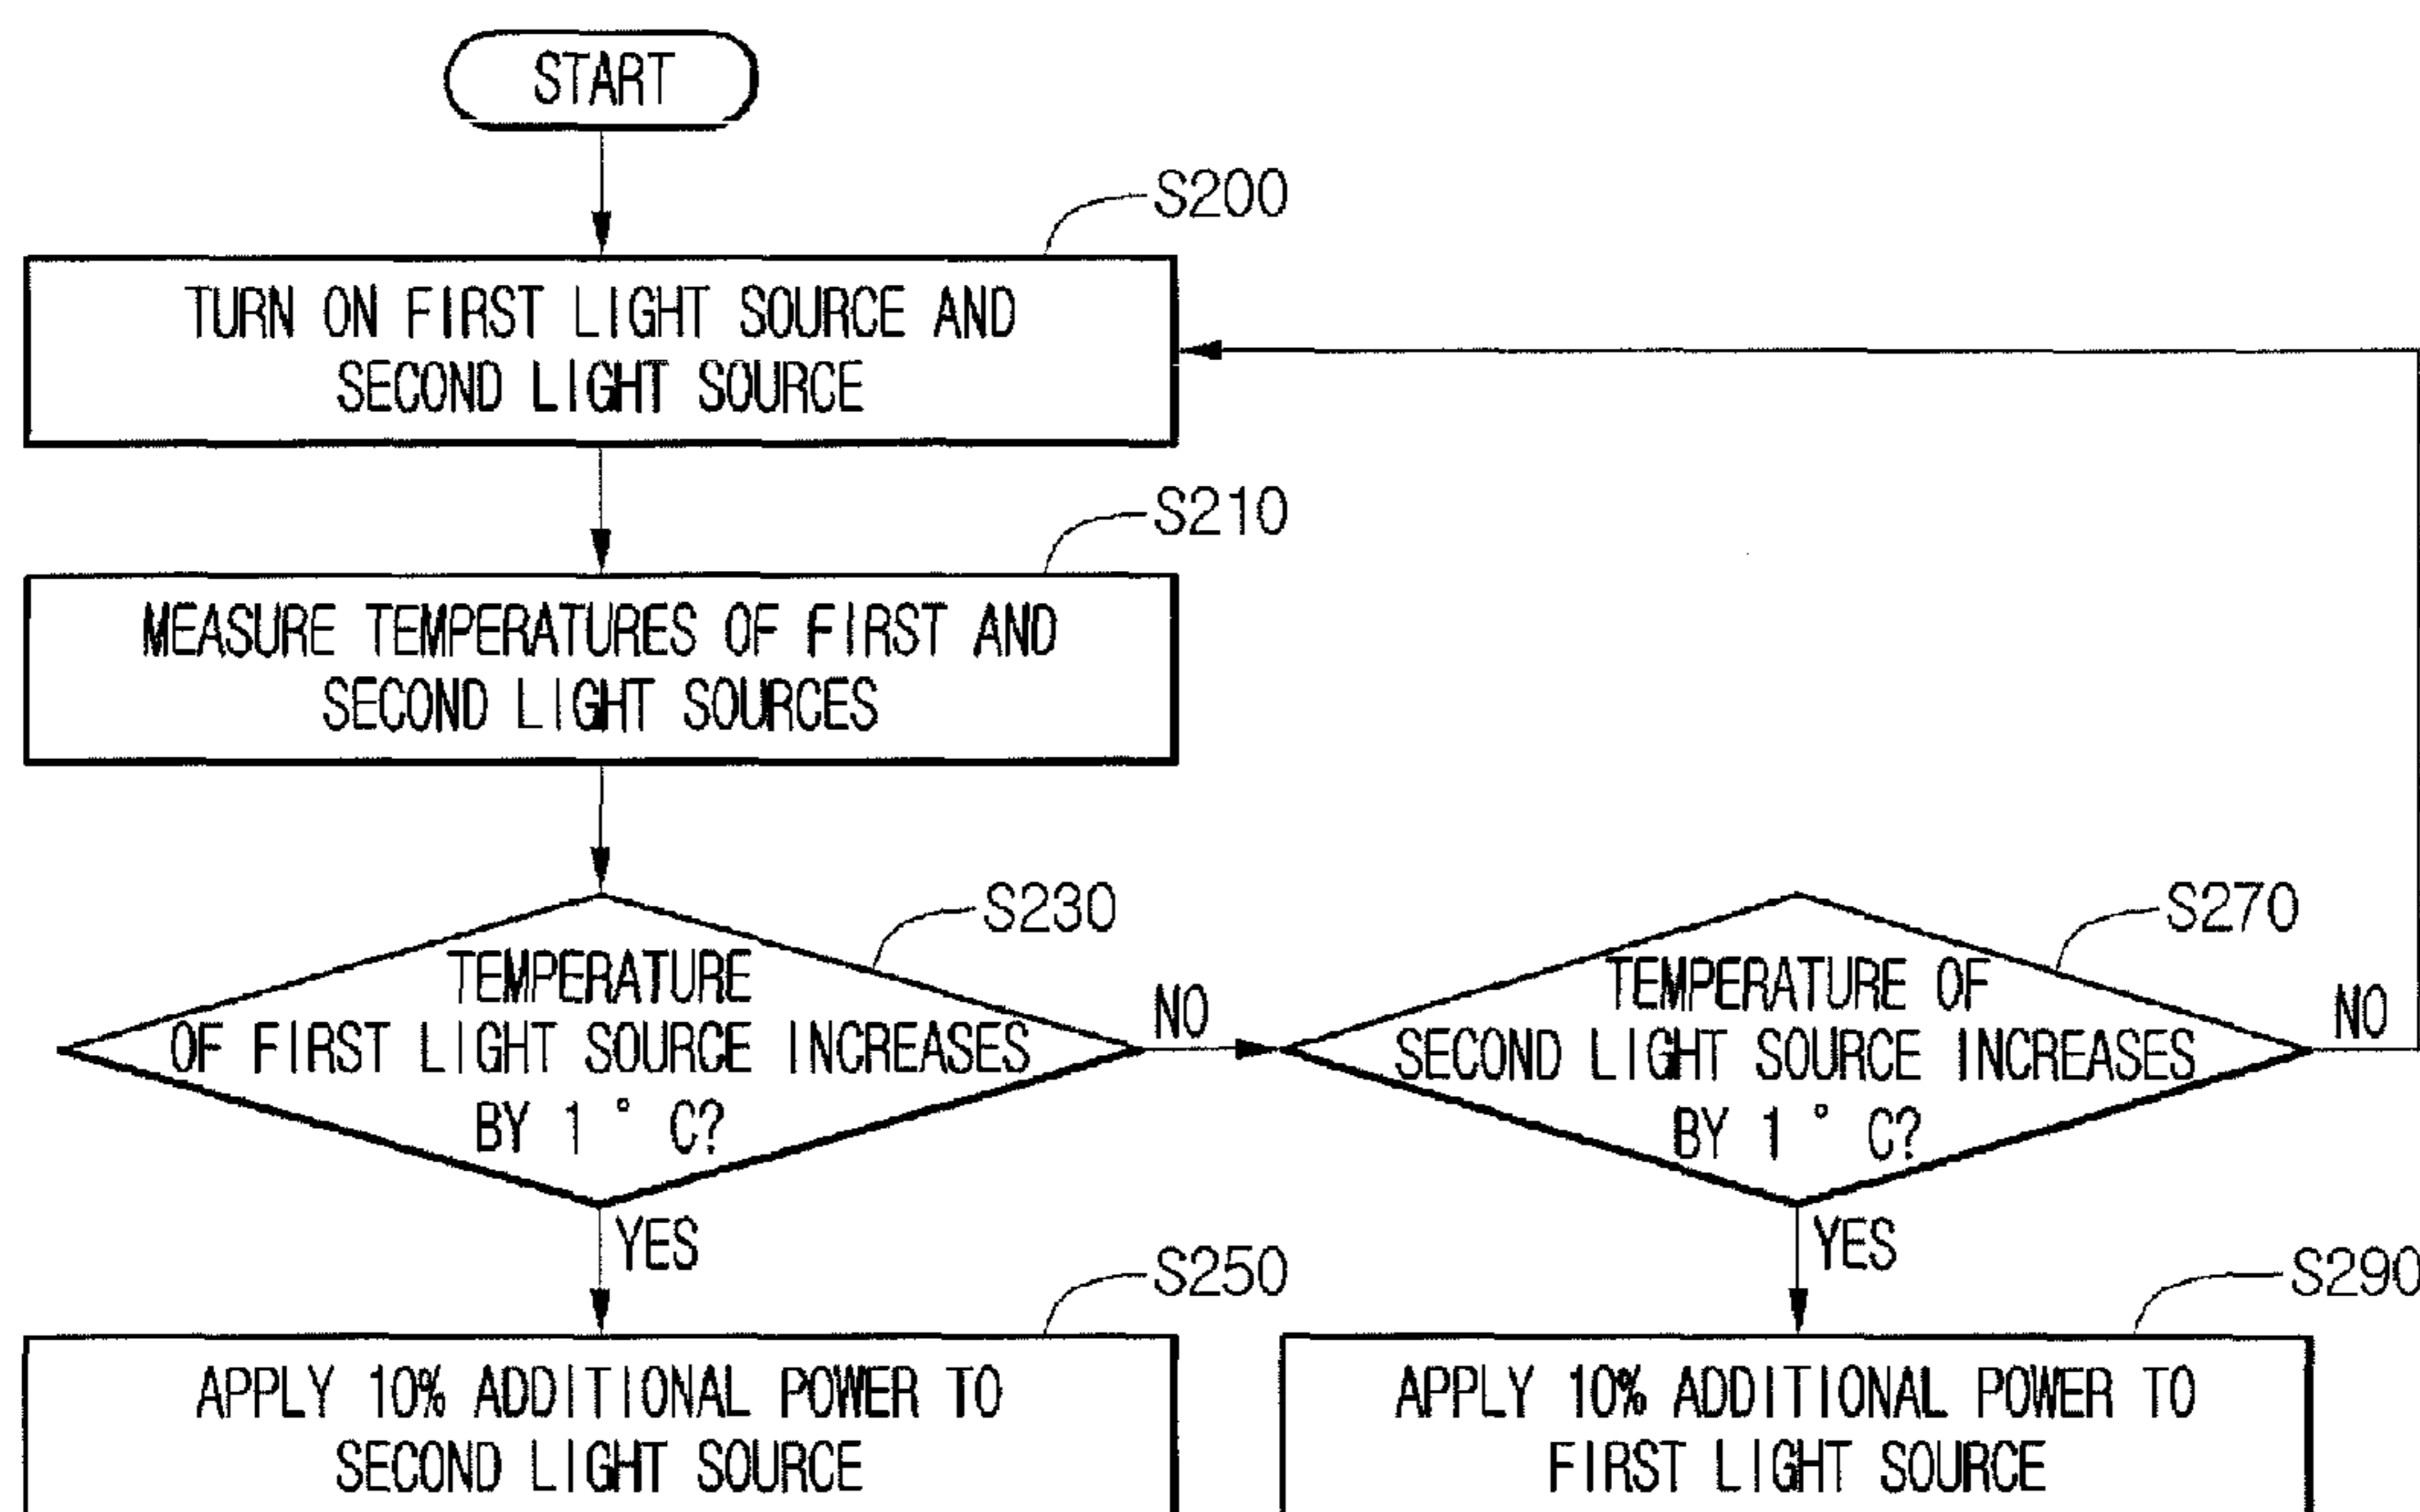 START
S200
TURN ON FIRST LIGHT SOURCE AND
SECOND LIGHT SOURCE
S210
MEASURE TEMPERATURES OF FIRST AND
SECOND LIGHT SOURCES
S230
TEMPERATURE
OF FIRST LIGHT SOURCE INCREASES
BY 1 ° C?
NO
S270
TEMPERATURE OF
SECOND LIGHT SOURCE INCREASES
BY 1 ° C?
NO
YES
S250
APPLY 10% ADDITIONAL POWER TO
SECOND LIGHT SOURCE
YES
S290
APPLY 10% ADDITIONAL POWER TO
FIRST LIGHT SOURCE